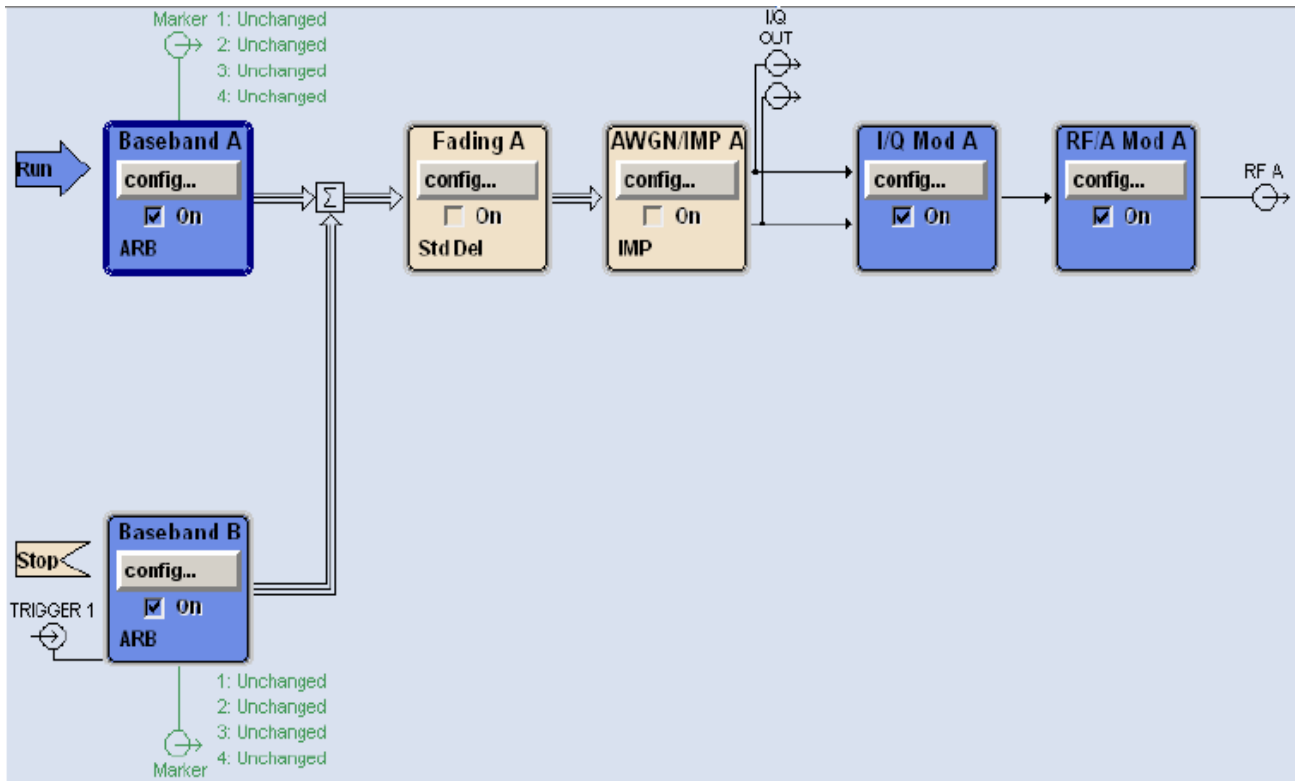 Marker 1: Unchanged
2: Unchanged
3: Unchanged
4: Unchanged
I/Q
OUT
Run
Baseband A
config...
On
ARB
Σ
Fading A
config...
On
Std Del
AWGN/IMP A
config...
On
IMP
I/Q Mod A
config...
On
RF/A Mod A
config...
On
RF A
Stop
TRIGGER 1
Baseband B
config...
On
ARB
1: Unchanged
2: Unchanged
3: Unchanged
Marker 4: Unchanged